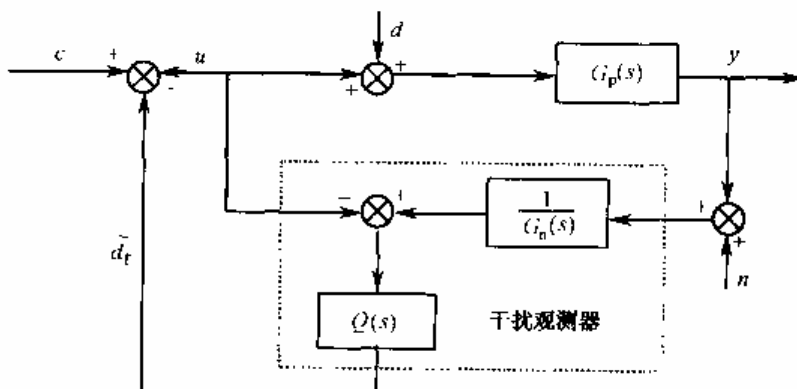 d
c
+
-
u
+
+
G_p(s)
y
-
+
1
G_n(s)
+
+
n
d̃_f
Q(s)
干扰观测器